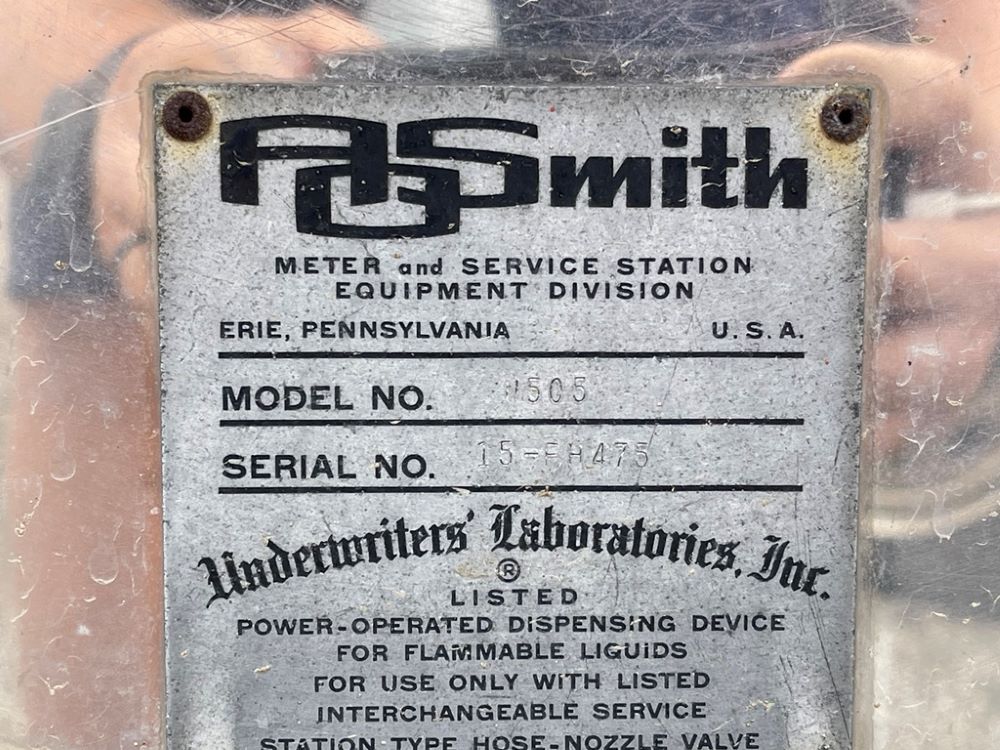 AOSmith
METER and SERVICE STATION
EQUIPMENT DIVISION
ERIE, PENNSYLVANIA U.S.A.
MODEL NO.
SERIAL NO.
Underwriters' Laboratories, Inc.
®
LISTED
POWER-OPERATED DISPENSING DEVICE
FOR FLAMMABLE LIQUIDS
FOR USE ONLY WITH LISTED
INTERCHANGEABLE SERVICE
STATION TYPE HOSE-NOZZLE VALVE